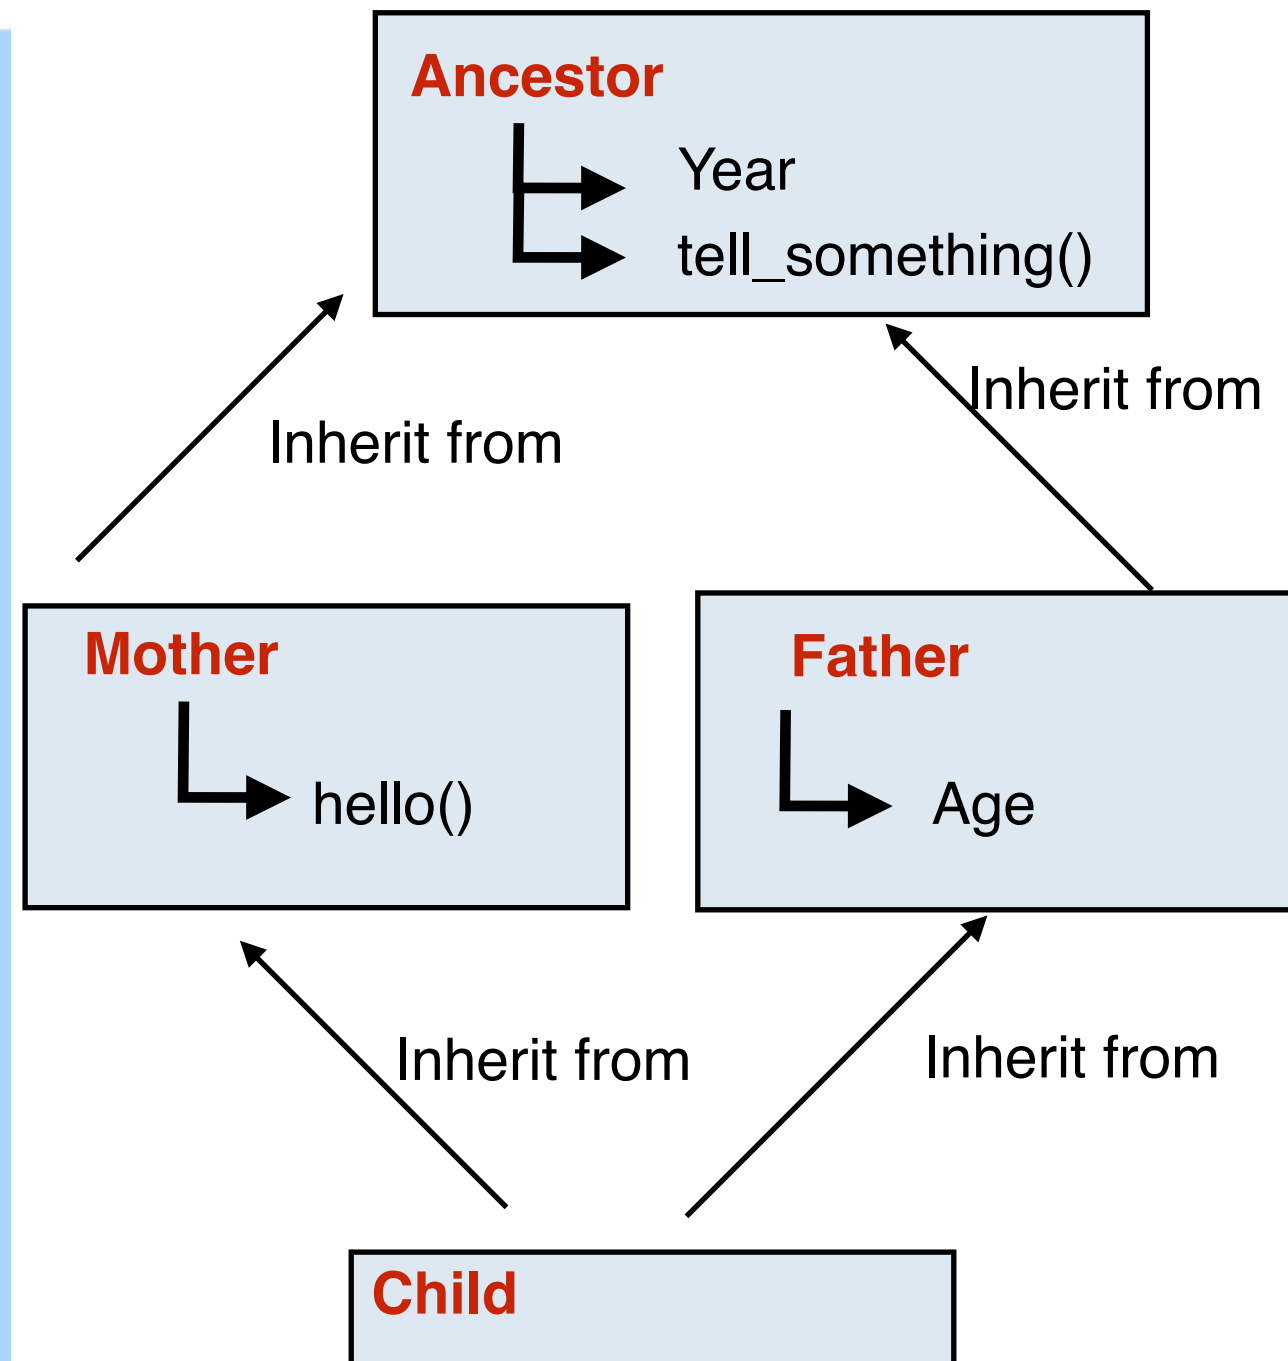 Ancestor
Year
tell_something()
Inherit from
Inherit from
Mother
hello()
Father
Age
Inherit from
Inherit from
Child